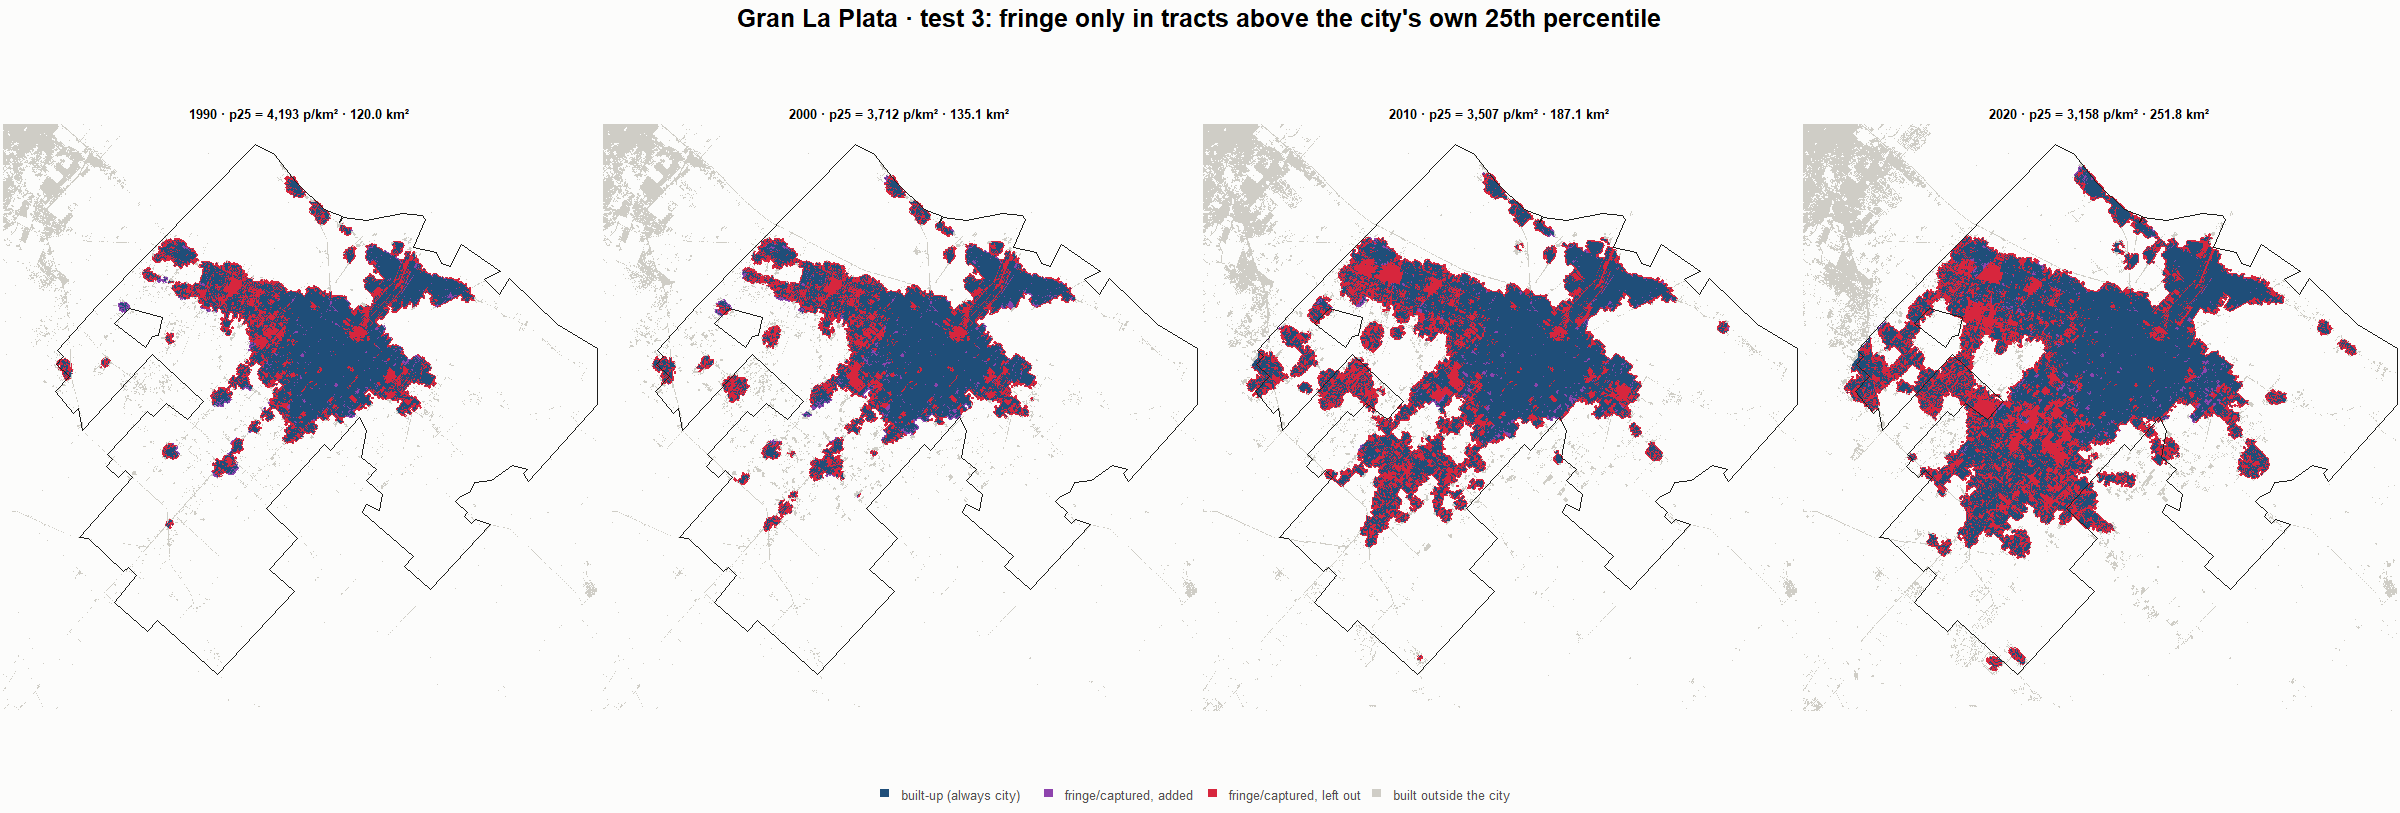 Gran La Plata · test 3: fringe only in tracts above the city's own 25th percentile
1990 · p25 = 4,193 p/km² · 120.0 km²
2000 · p25 = 3,712 p/km² · 135.1 km²
2010 · p25 = 3,507 p/km² · 187.1 km²
2020 · p25 = 3,158 p/km² · 251.8 km²
built-up (always city)
fringe/captured, added
fringe/captured, left out
built outside the city